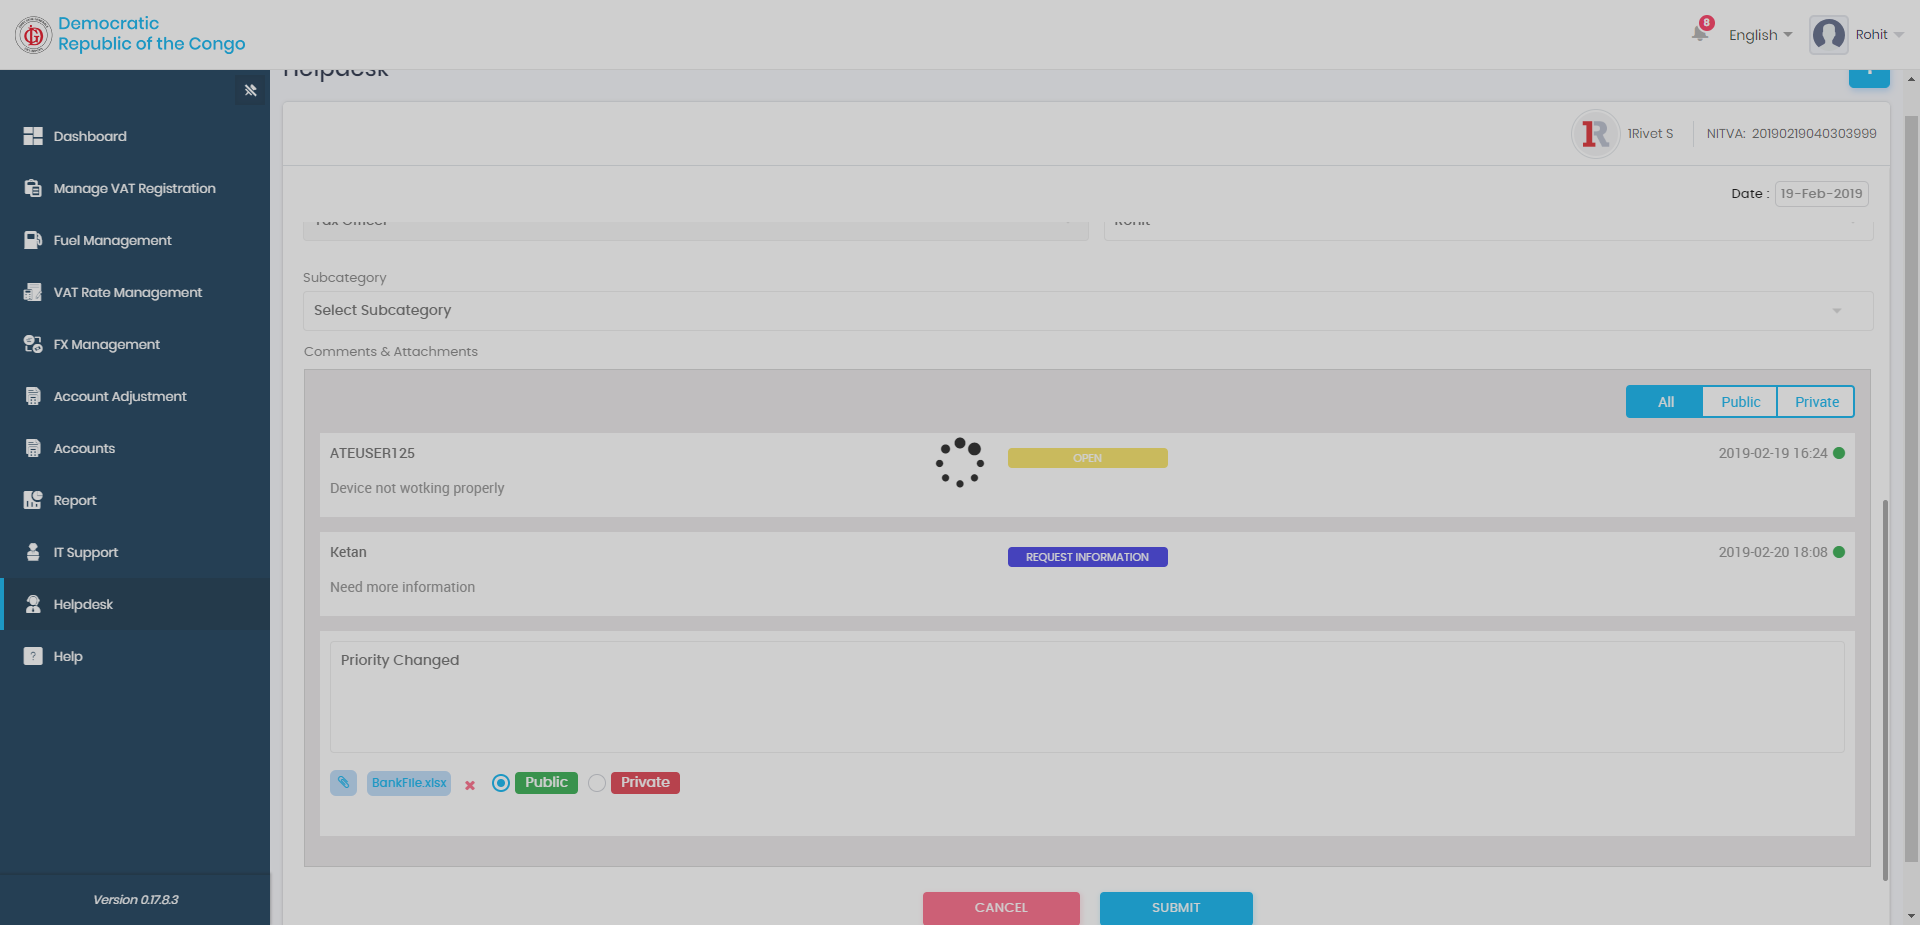 Democratic
Republic of the Congo
8
English
Rohit
Helpdesk
1R
1Rivet S
NITVA: 20190219040303999
Date :
19-Feb-2019
Tax Officer
Rohit
Subcategory
Select Subcategory
Comments & Attachments
All
Public
Private
ATEUSER125
OPEN
2019-02-19 16:24
Device not wotking properly
Ketan
REQUEST INFORMATION
2019-02-20 18:08
Need more information
Priority Changed
BankFile.xlsx
Public
Private
CANCEL
SUBMIT
Dashboard
Manage VAT Registration
Fuel Management
VAT Rate Management
FX Management
Account Adjustment
Accounts
Report
IT Support
Helpdesk
? Help
Version 0.17.8.3